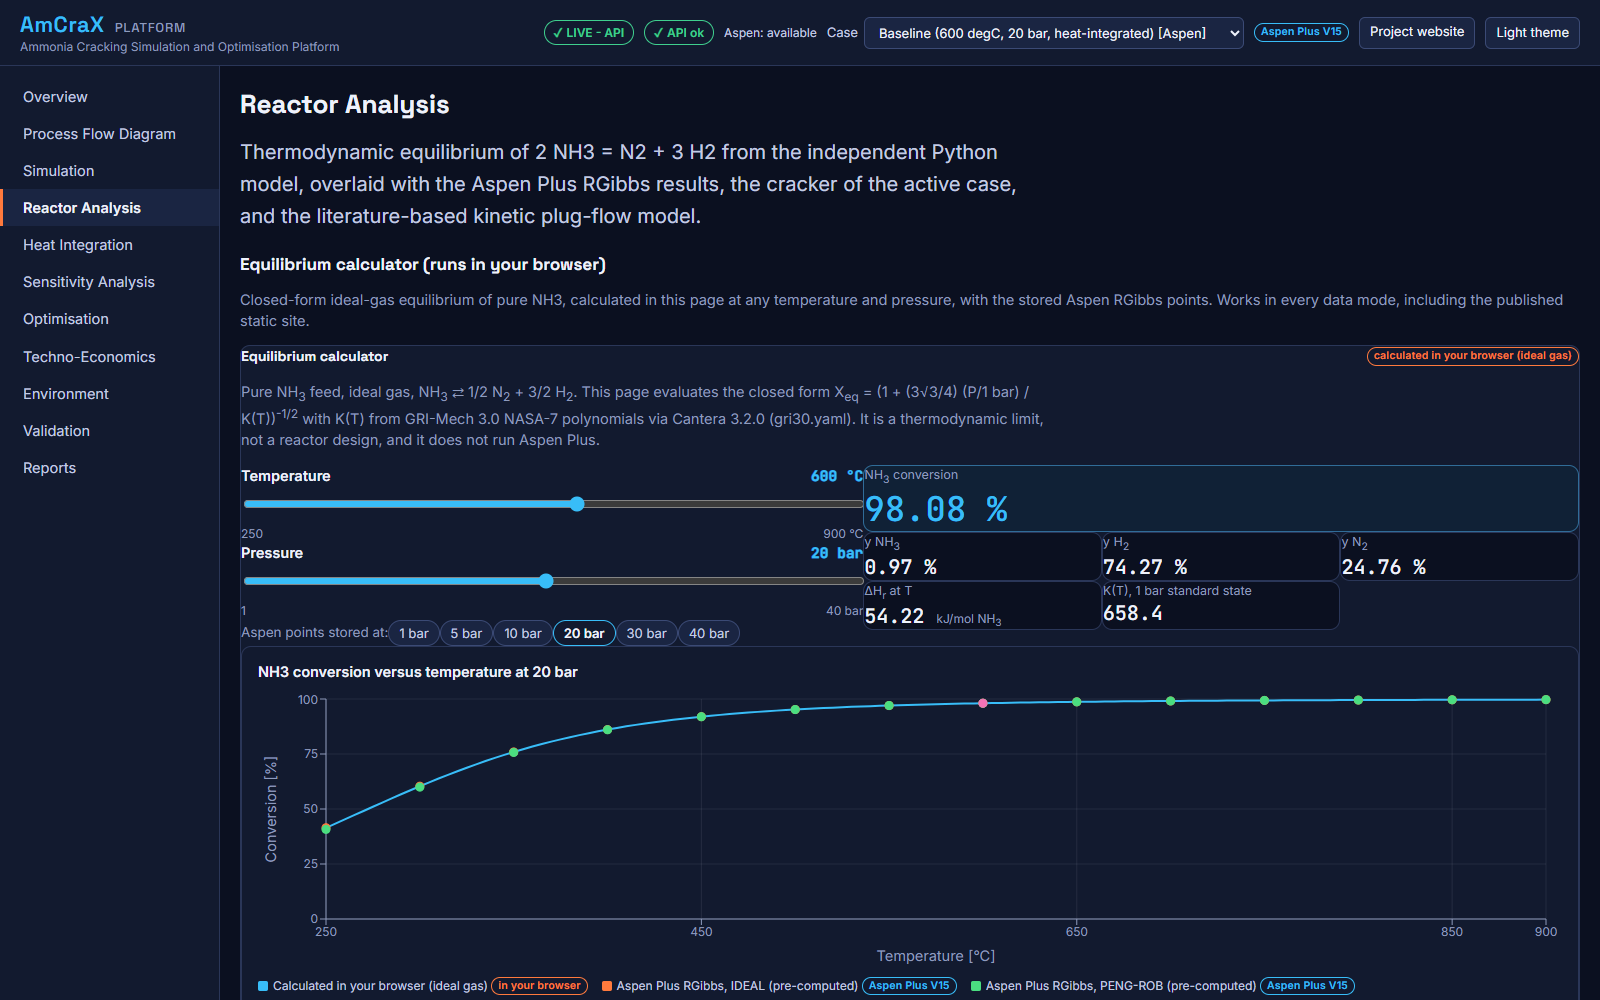 AmCraX PLATFORM
Ammonia Cracking Simulation and Optimisation Platform
✓ LIVE - API
✓ API ok
Aspen: available
Case
Baseline (600 degC, 20 bar, heat-integrated) [Aspen]
Aspen Plus V15
Project website
Light theme
Overview
Process Flow Diagram
Simulation
Reactor Analysis
Heat Integration
Sensitivity Analysis
Optimisation
Techno-Economics
Environment
Validation
Reports
Reactor Analysis
Thermodynamic equilibrium of 2 NH3 = N2 + 3 H2 from the independent Python
model, overlaid with the Aspen Plus RGibbs results, the cracker of the active case,
and the literature-based kinetic plug-flow model.
Equilibrium calculator (runs in your browser)
Closed-form ideal-gas equilibrium of pure NH3, calculated in this page at any temperature and pressure, with the stored Aspen RGibbs points. Works in every data mode, including the published
static site.
Equilibrium calculator
calculated in your browser (ideal gas)
Pure NH3 feed, ideal gas, NH3 ⇄ 1/2 N2 + 3/2 H2. This page evaluates the closed form Xeq = (1 + (3√3/4) (P/1 bar) /
K(T))-1/2 with K(T) from GRI-Mech 3.0 NASA-7 polynomials via Cantera 3.2.0 (gri30.yaml). It is a thermodynamic limit,
not a reactor design, and it does not run Aspen Plus.
Temperature 600 °C
250 900 °C
Pressure 20 bar
1 40 bar
Aspen points stored at: 1 bar 5 bar 10 bar 20 bar 30 bar 40 bar
NH3 conversion
98.08 %
y NH3
0.97 %
y H2
74.27 %
y N2
24.76 %
ΔHr at T
54.22 kJ/mol NH3
K(T), 1 bar standard state
658.4
NH3 conversion versus temperature at 20 bar
Conversion [%]
100
75
50
25
0
250 450 650 850 900
Temperature [°C]
Calculated in your browser (ideal gas) in your browser
Aspen Plus RGibbs, IDEAL (pre-computed) Aspen Plus V15
Aspen Plus RGibbs, PENG-ROB (pre-computed) Aspen Plus V15